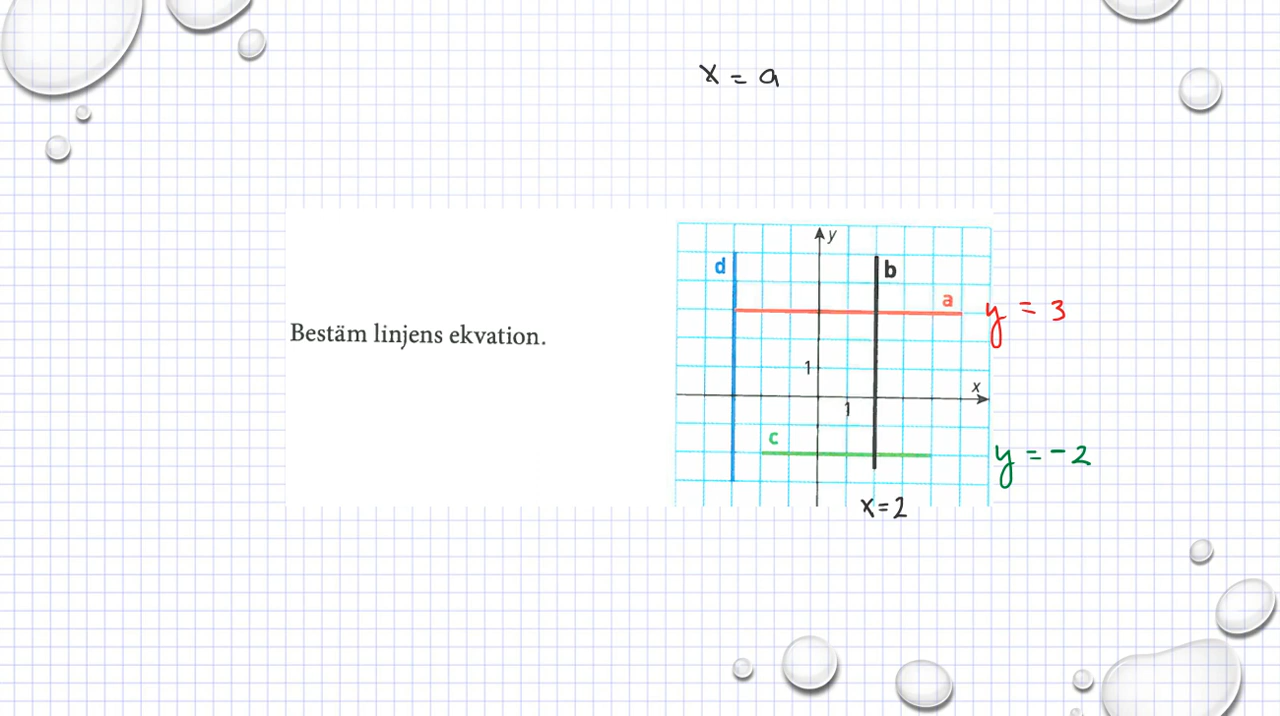 x = a
y
d
b
a
y = 3
Bestäm linjens ekvation.
1
x
1
c
y = -2
x = 2